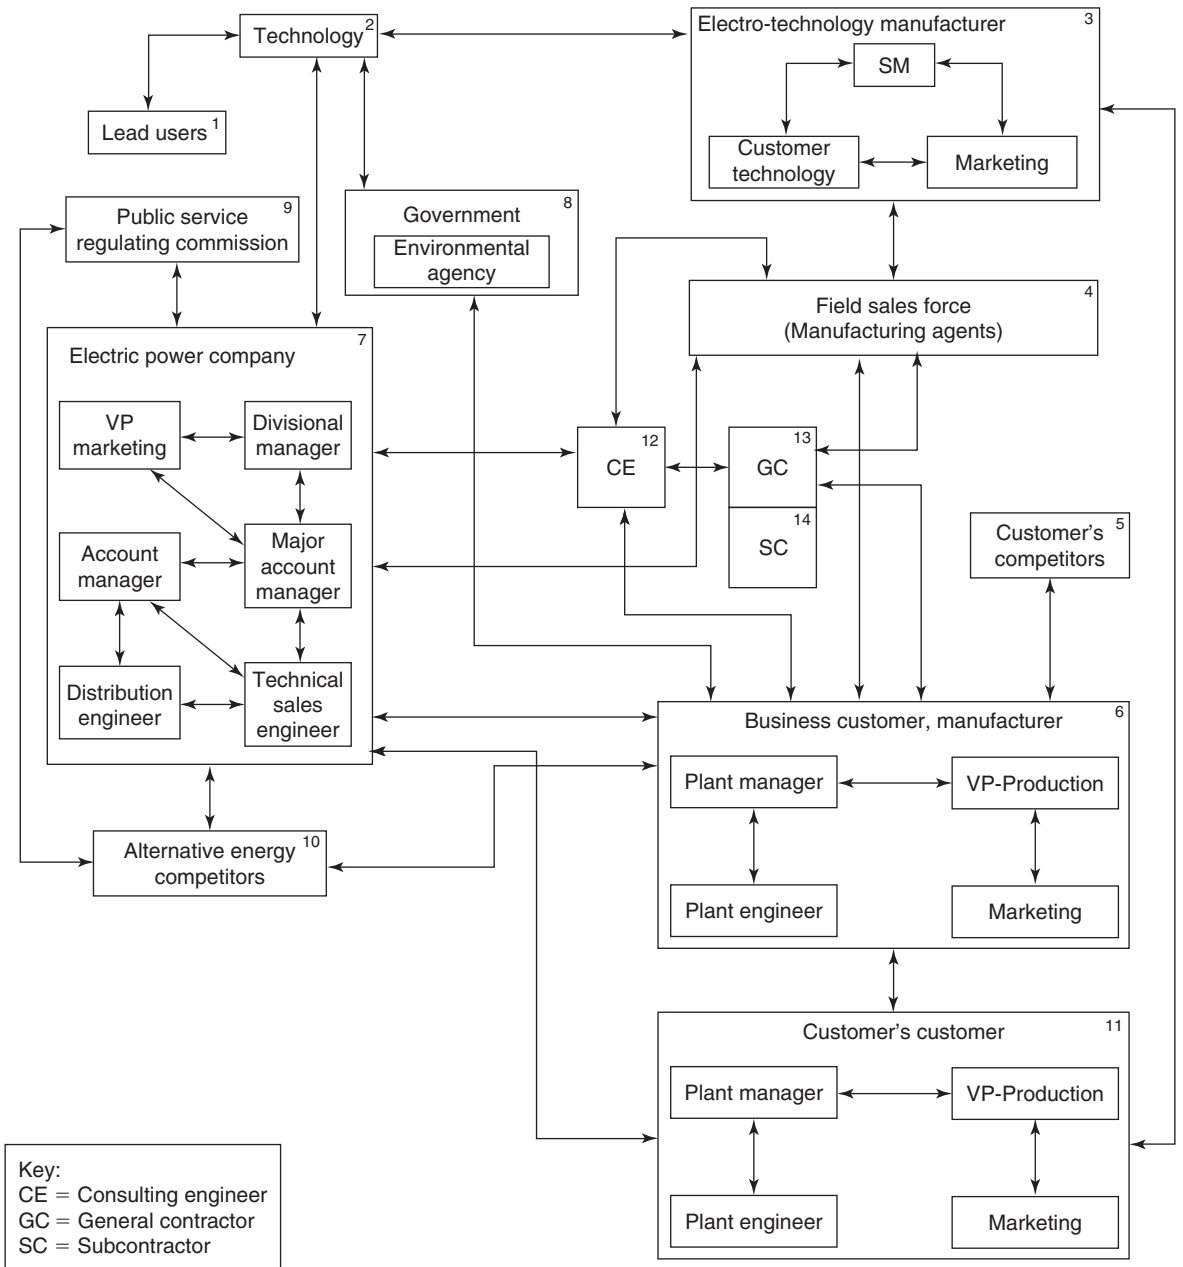 Technology
2
Lead users
1
Electro-technology manufacturer
3
SM
Customer
technology
Marketing
Public service
regulating commission
9
Government
8
Environmental
agency
Field sales force
(Manufacturing agents)
4
Electric power company
7
VP
marketing
Divisional
manager
Account
manager
Major
account
manager
Distribution
engineer
Technical
sales
engineer
CE
12
GC
13
SC
14
Customer's
competitors
5
Business customer, manufacturer
6
Plant manager
VP-Production
Plant engineer
Marketing
Alternative energy
competitors
10
Customer's customer
11
Plant manager
VP-Production
Plant engineer
Marketing
Key:
CE = Consulting engineer
GC = General contractor
SC = Subcontractor